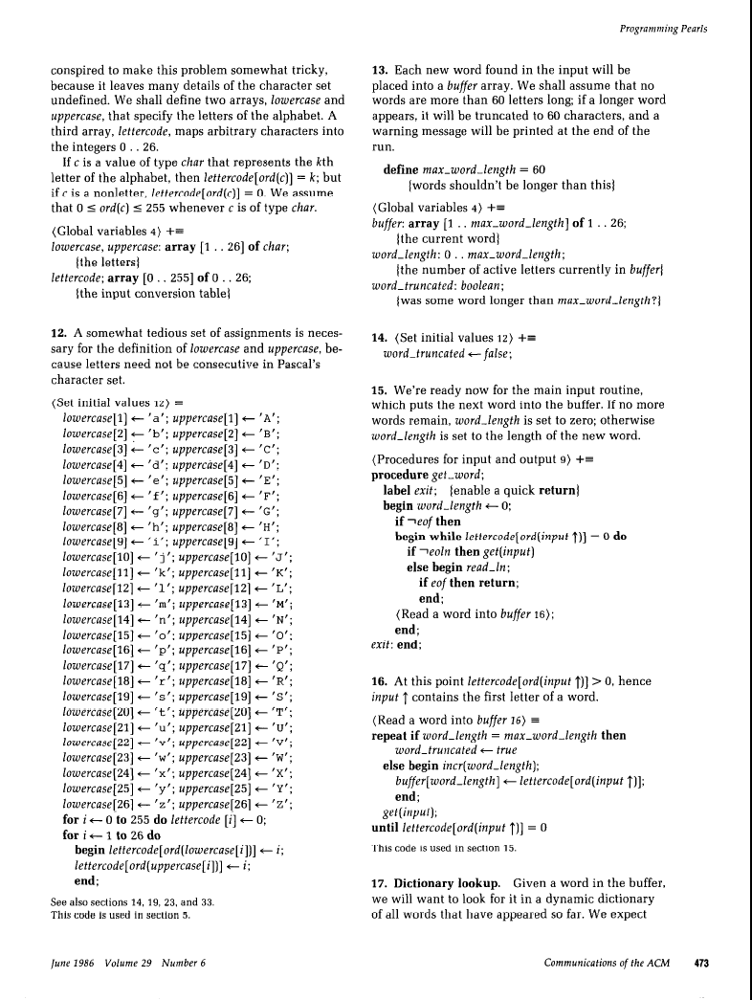 Programming Pearls
conspired to make this problem somewhat tricky,
because it leaves many details of the character set
undefined. We shall define two arrays, lowercase and
uppercase, that specify the letters of the alphabet. A
third array, lettercode, maps arbitrary characters into
the integers 0 . . 26.
If c is a value of type char that represents the kth
letter of the alphabet, then lettercode[ord(c)] = k; but
if c is a nonletter, lettercode[ord(c)] = 0. We assume
that 0 ≤ ord(c) ≤ 255 whenever c is of type char.
⟨Global variables 4⟩ +≡
lowercase, uppercase: array [1 . . 26] of char;
{the letters}
lettercode; array [0 . . 255] of 0 . . 26;
{the input conversion table}
12. A somewhat tedious set of assignments is neces-
sary for the definition of lowercase and uppercase, be-
cause letters need not be consecutive in Pascal's
character set.
⟨Set initial values 12⟩ =
lowercase[1] ← 'a'; uppercase[1] ← 'A';
lowercase[2] ← 'b'; uppercase[2] ← 'B';
lowercase[3] ← 'c'; uppercase[3] ← 'C';
lowercase[4] ← 'd'; uppercase[4] ← 'D';
lowercase[5] ← 'e'; uppercase[5] ← 'E';
lowercase[6] ← 'f'; uppercase[6] ← 'F';
lowercase[7] ← 'g'; uppercase[7] ← 'G';
lowercase[8] ← 'h'; uppercase[8] ← 'H';
lowercase[9] ← 'i'; uppercase[9] ← 'I';
lowercase[10] ← 'j'; uppercase[10] ← 'J';
lowercase[11] ← 'k'; uppercase[11] ← 'K';
lowercase[12] ← 'l'; uppercase[12] ← 'L';
lowercase[13] ← 'm'; uppercase[13] ← 'M';
lowercase[14] ← 'n'; uppercase[14] ← 'N';
lowercase[15] ← 'o'; uppercase[15] ← 'O';
lowercase[16] ← 'p'; uppercase[16] ← 'P';
lowercase[17] ← 'q'; uppercase[17] ← 'Q';
lowercase[18] ← 'r'; uppercase[18] ← 'R';
lowercase[19] ← 's'; uppercase[19] ← 'S';
lowercase[20] ← 't'; uppercase[20] ← 'T';
lowercase[21] ← 'u'; uppercase[21] ← 'U';
lowercase[22] ← 'v'; uppercase[22] ← 'V';
lowercase[23] ← 'w'; uppercase[23] ← 'W';
lowercase[24] ← 'x'; uppercase[24] ← 'X';
lowercase[25] ← 'y'; uppercase[25] ← 'Y';
lowercase[26] ← 'z'; uppercase[26] ← 'Z';
for i ← 0 to 255 do lettercode [i] ← 0;
for i ← 1 to 26 do
begin lettercode[ord(lowercase[i])] ← i;
lettercode[ord(uppercase[i])] ← i;
end;
See also sections 14, 19, 23, and 33.
This code is used in section 5.
13. Each new word found in the input will be
placed into a buffer array. We shall assume that no
words are more than 60 letters long; if a longer word
appears, it will be truncated to 60 characters, and a
warning message will be printed at the end of the
run.
define max_word_length = 60
{words shouldn't be longer than this}
⟨Global variables 4⟩ +≡
buffer: array [1 . . max_word_length] of 1 . . 26;
{the current word}
word_length: 0 . . max_word_length;
{the number of active letters currently in buffer}
word_truncated: boolean;
{was some word longer than max_word_length?}
14. ⟨Set initial values 12⟩ +≡
word_truncated ← false;
15. We're ready now for the main input routine,
which puts the next word into the buffer. If no more
words remain, word_length is set to zero; otherwise
word_length is set to the length of the new word.
⟨Procedures for input and output 9⟩ +≡
procedure get_word;
label exit; {enable a quick return}
begin word_length ← 0;
if ¬eof then
begin while lettercode[ord(input ↑)] = 0 do
if ¬eoln then get(input)
else begin read_ln;
if eof then return;
end;
⟨Read a word into buffer 16⟩;
end;
exit: end;
16. At this point lettercode[ord(input ↑)] > 0, hence
input ↑ contains the first letter of a word.
⟨Read a word into buffer 16⟩ ≡
repeat if word_length = max_word_length then
word_truncated ← true
else begin incr(word_length);
buffer[word_length] ← lettercode[ord(input ↑)];
end;
get(input);
until lettercode[ord(input ↑)] = 0
This code is used in section 15.
17. Dictionary lookup. Given a word in the buffer,
we will want to look for it in a dynamic dictionary
of all words that have appeared so far. We expect
June 1986 Volume 29 Number 6
Communications of the ACM 473